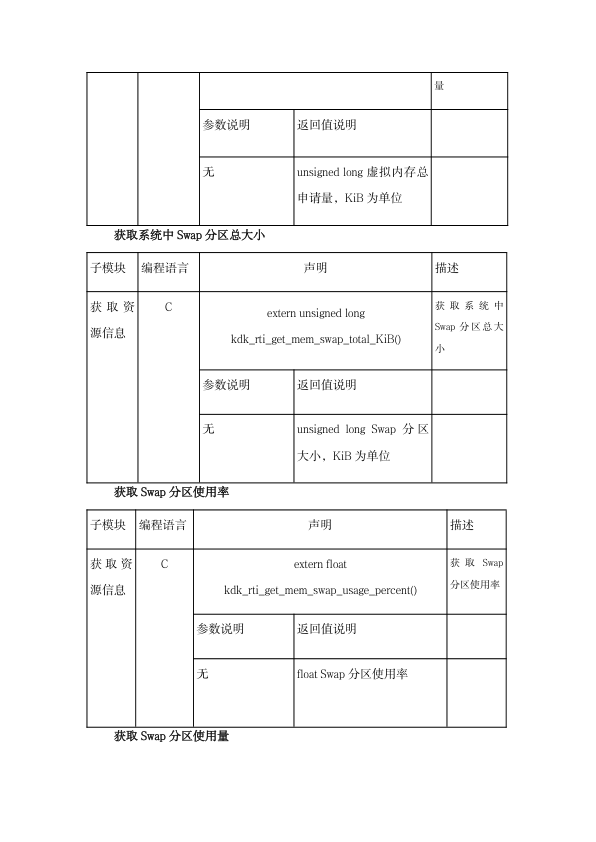 量
参数说明 返回值说明
无 unsigned long 虚拟内存总
申请量，KiB 为单位
获取系统中 Swap 分区总大小
子模块 编程语言 声明 描述
获取资
源信息
C
extern unsigned long
kdk_rti_get_mem_swap_total_KiB()
获取系统中
Swap 分区总大
小
参数说明 返回值说明
无 unsigned long Swap 分区
大小，KiB 为单位
获取 Swap 分区使用率
子模块 编程语言 声明 描述
获取资
源信息
C
extern float
kdk_rti_get_mem_swap_usage_percent()
获取 Swap
分区使用率
参数说明 返回值说明
无 float Swap 分区使用率
获取 Swap 分区使用量